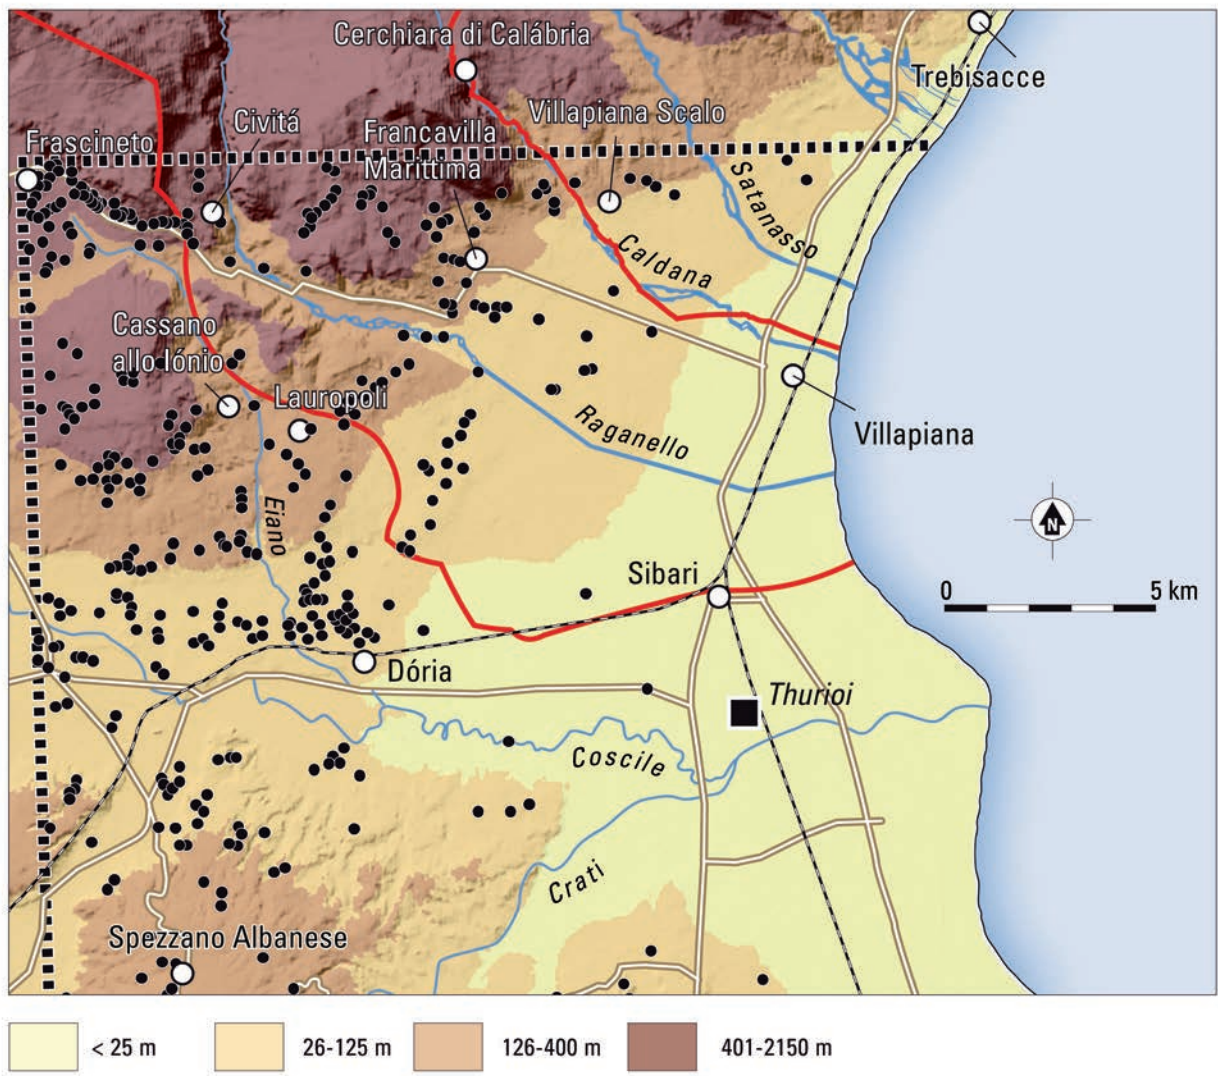 Cerchiara di Calábria
Trebisacce
Villapiana Scalo
Civitá
Francavilla
Marittima
Frascineto
Satanasso
Caldana
Cassano
allo Iónio
Lauropoli
Raganello
Villapiana
Eiano
N
Sibari
0 5 km
Dória
Thurioi
Coscile
Crati
Spezzano Albanese
< 25 m 26-125 m 126-400 m 401-2150 m